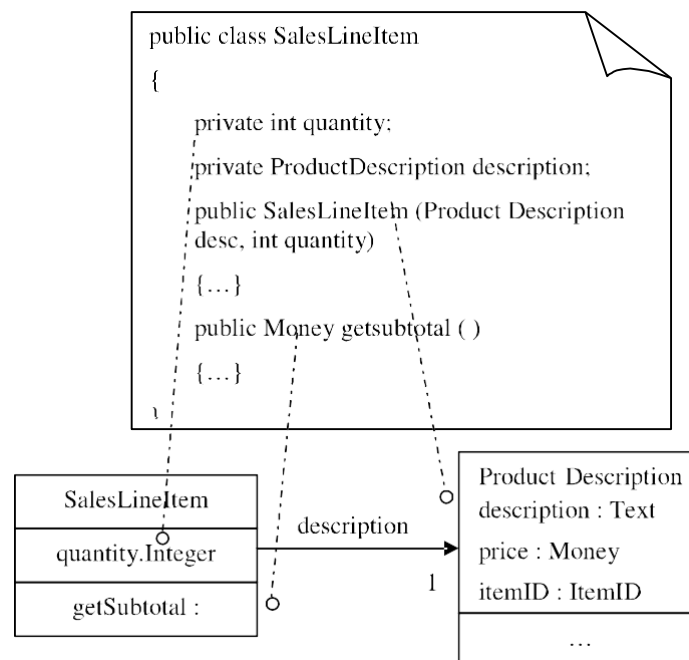 public class SalesLineItem
{
private int quantity;
private ProductDescription description;
public SalesLineItem (Product Description
desc, int quantity)
{…}
public Money getsubtotal ( )
{…}
}
SalesLineItem
quantity.Integer
getSubtotal :
description
1
Product Description
description : Text
price : Money
itemID : ItemID
…